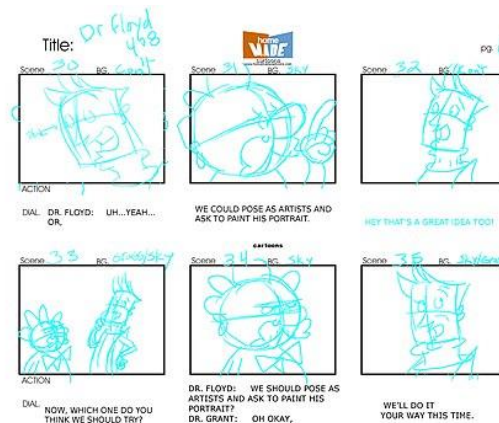 Title: Dr Floyd
458
home
MADE
cartoons
pg.
Scene 30 BG.
Scene 31 BG. Sky
Scene 32 BG.
ACTION
DIAL. DR. FLOYD: UH...YEAH...
OR,
WE COULD POSE AS ARTISTS AND
ASK TO PAINT HIS PORTRAIT.
HEY THAT'S A GREAT IDEA TOO!
cartoons
Scene 33 BG. Grass/Sky
Scene 34 BG. Sky
Scene 35 BG.
ACTION
DIAL. NOW, WHICH ONE DO YOU
THINK WE SHOULD TRY?
DR. FLOYD: WE SHOULD POSE AS
ARTISTS AND ASK TO PAINT HIS
PORTRAIT?
DR. GRANT: OH OKAY,
WE'LL DO IT
YOUR WAY THIS TIME.